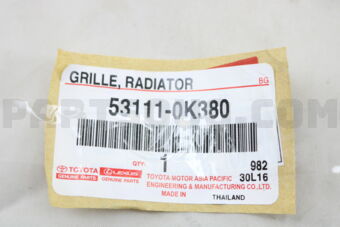 GRILLE, RADIATOR
BG
53111-0K380
QTY.
1
982
30L16
TOYOTA
GENUINE PARTS
LEXUS
GENUINE PARTS
TOYOTA MOTOR ASIA PACIFIC
ENGINEERING & MANUFACTURING CO.,LTD.
MADE IN
THAILAND